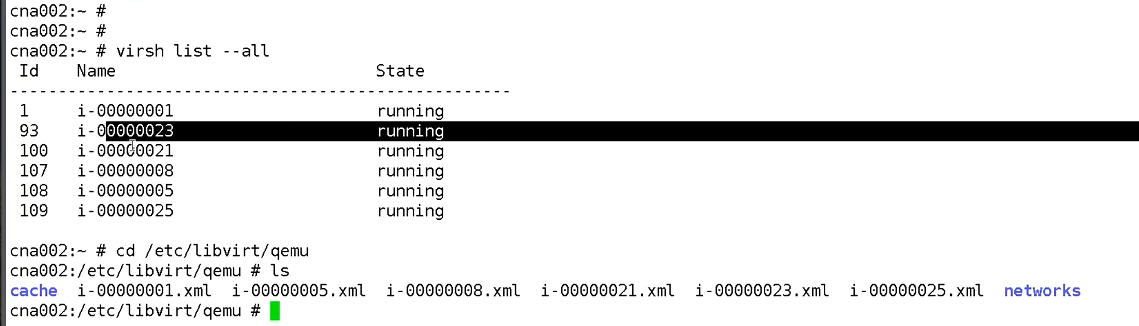 cna002:~ #
cna002:~ #
cna002:~ # virsh list --all
 Id    Name                           State
----------------------------------------------------
 1     i-00000001                     running
 93    i-00000023                     running
 100   i-00000021                     running
 107   i-00000008                     running
 108   i-00000005                     running
 109   i-00000025                     running

cna002:~ # cd /etc/libvirt/qemu
cna002:/etc/libvirt/qemu # ls
cache  i-00000001.xml  i-00000005.xml  i-00000008.xml  i-00000021.xml  i-00000023.xml  i-00000025.xml  networks
cna002:/etc/libvirt/qemu #